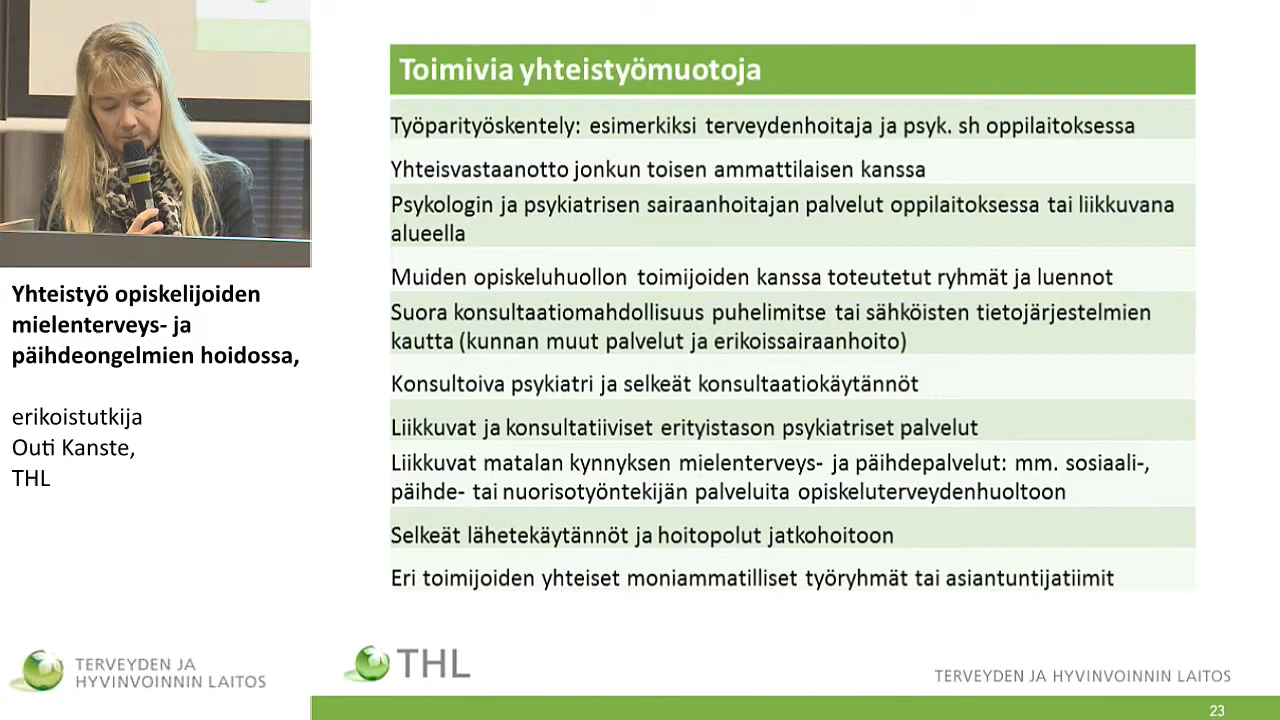 Toimivia yhteistyömuotoja
Työparityöskentely: esimerkiksi terveydenhoitaja ja psyk. sh oppilaitoksessa
Yhteisvastaanotto jonkun toisen ammattilaisen kanssa
Psykologin ja psykiatrisen sairaanhoitajan palvelut oppilaitoksessa tai liikkuvana
alueella
Muiden opiskeluhuollon toimijoiden kanssa toteutetut ryhmät ja luennot
Suora konsultaatiomahdollisuus puhelimitse tai sähköisten tietojärjestelmien
kautta (kunnan muut palvelut ja erikoissairaanhoito)
Konsultoiva psykiatri ja selkeät konsultaatiokäytännöt
Liikkuvat ja konsultatiiviset erityistason psykiatriset palvelut
Liikkuvat matalan kynnyksen mielenterveys- ja päihdepalvelut: mm. sosiaali-,
päihde- tai nuorisotyöntekijän palveluita opiskeluterveydenhuoltoon
Selkeät lähetekäytännöt ja hoitopolut jatkohoitoon
Eri toimijoiden yhteiset moniammatilliset työryhmät tai asiantuntijatiimit
Yhteistyö opiskelijoiden
mielenterveys- ja
päihdeongelmien hoidossa,
erikoistutkija
Outi Kanste,
THL
TERVEYDEN JA
HYVINVOINNIN LAITOS
THL
TERVEYDEN JA HYVINVOINNIN LAITOS
23